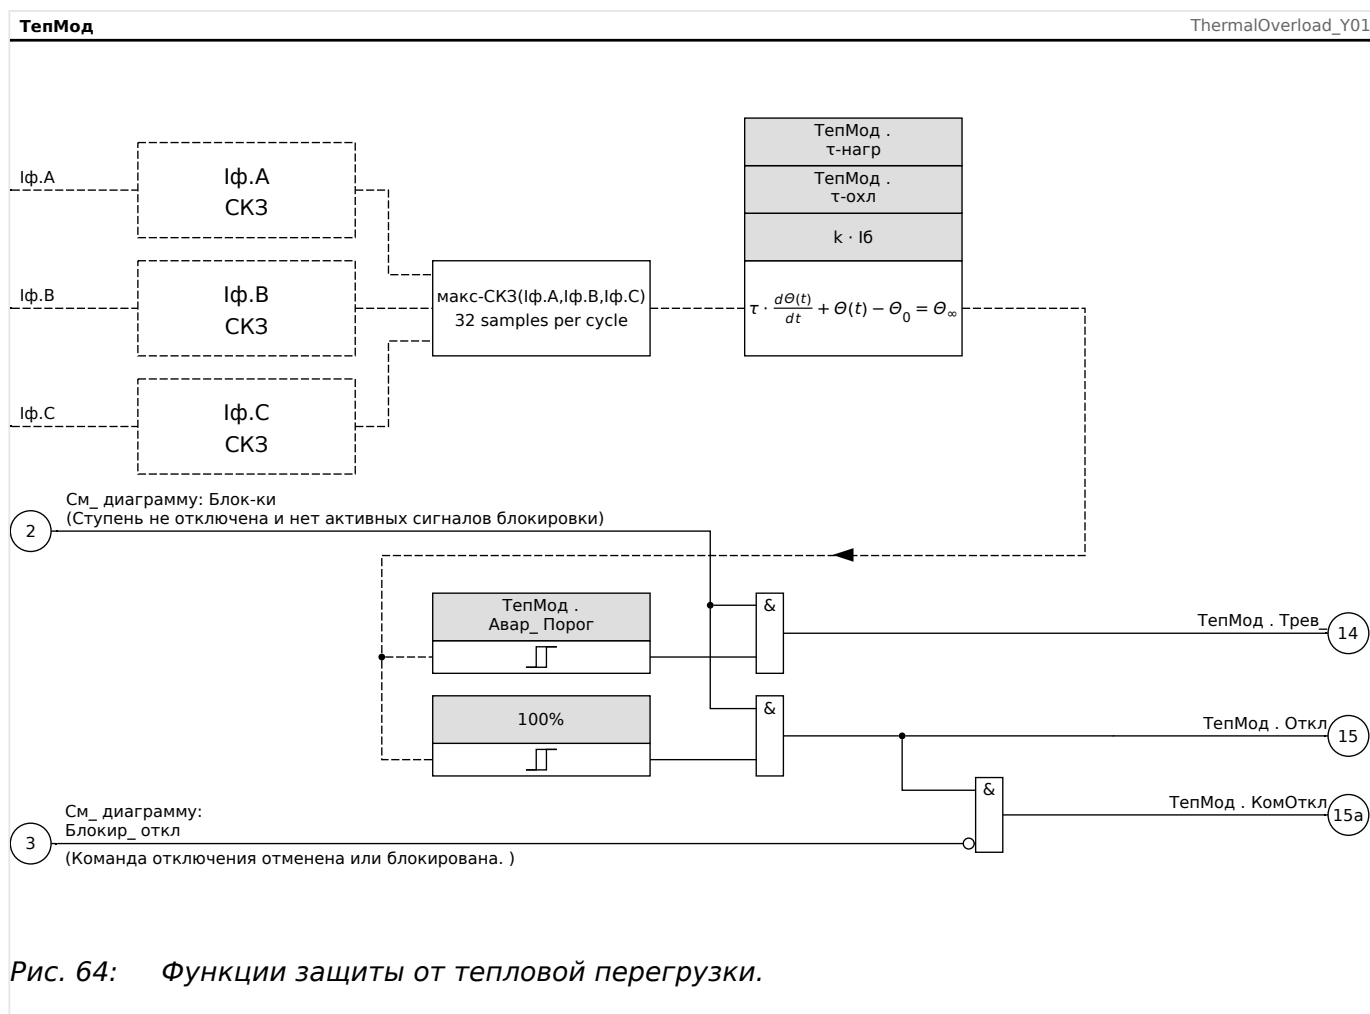 ТепМод
ThermalOverload_Y01
ТепМод .
τ-нагр
ТепМод .
τ-охл
k · Iб
τ · dΘ(t)/dt + Θ(t) − Θ₀ = Θ∞
Iф.A
Iф.A
СКЗ
Iф.B
Iф.B
СКЗ
макс-СКЗ(Iф.A,Iф.B,Iф.C)
32 samples per cycle
Iф.C
Iф.C
СКЗ
2
См_ диаграмму: Блок-ки
(Ступень не отключена и нет активных сигналов блокировки)
ТепМод .
Авар_ Порог
&
ТепМод . Трев_
14
100%
&
ТепМод . Откл
15
&
ТепМод . КомОткл
15a
3
См_ диаграмму:
Блокир_ откл
(Команда отключения отменена или блокирована. )
Рис. 64: Функции защиты от тепловой перегрузки.